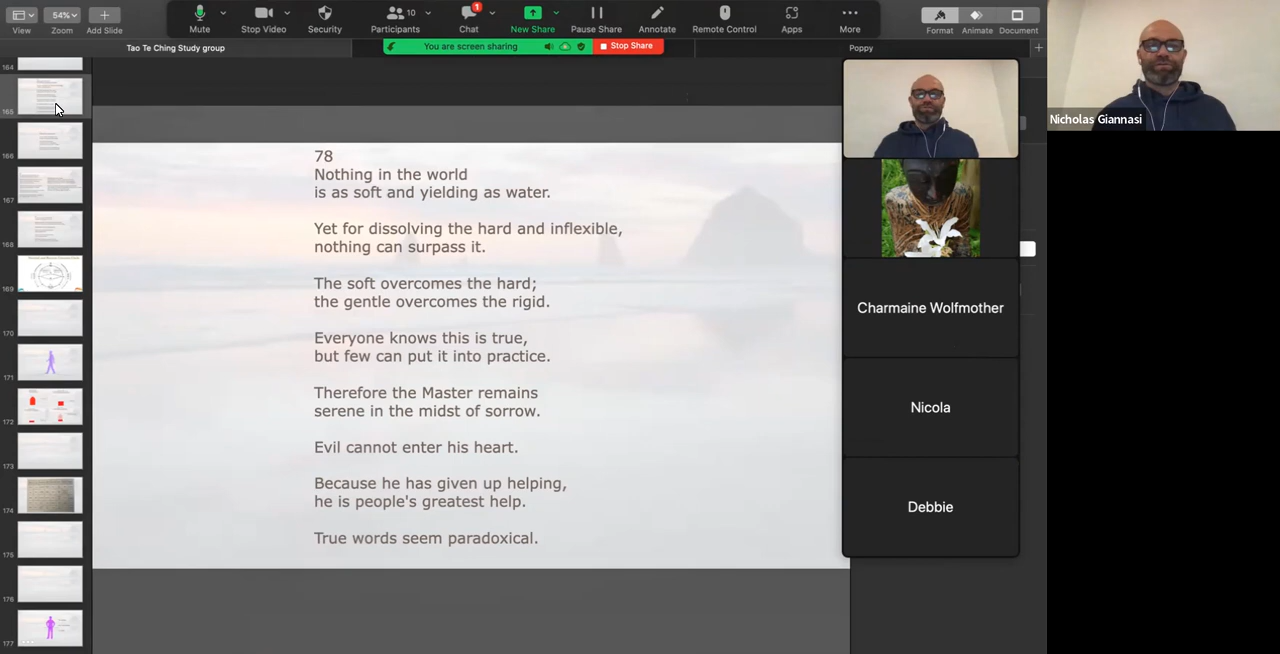 View
54%
Zoom
Add Slide
Mute
Stop Video
Security
10
Participants
1
Chat
New Share
Pause Share
Annotate
Remote Control
Apps
More
Format
Animate
Document
Tao Te Ching Study group
You are screen sharing
Stop Share
Poppy
164
165
166
167
168
169
170
171
172
173
174
175
176
177
78
Nothing in the world
is as soft and yielding as water.
Yet for dissolving the hard and inflexible,
nothing can surpass it.
The soft overcomes the hard;
the gentle overcomes the rigid.
Everyone knows this is true,
but few can put it into practice.
Therefore the Master remains
serene in the midst of sorrow.
Evil cannot enter his heart.
Because he has given up helping,
he is people's greatest help.
True words seem paradoxical.
Charmaine Wolfmother
Nicola
Debbie
Nicholas Giannasi